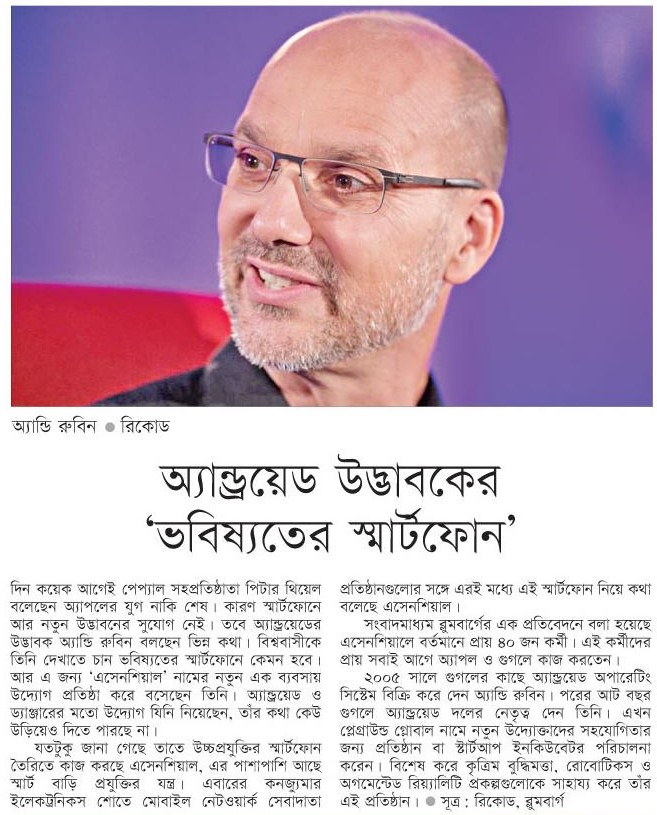 অ্যান্ডি রুবিন ● রিকোড
অ্যান্ড্রয়েড উদ্ভাবকের
‘ভবিষ্যতের স্মার্টফোন’
দিন কয়েক আগেই পেপ্যাল সহপ্রতিষ্ঠাতা পিটার থিয়েল
বলেছেন অ্যাপলের যুগ নাকি শেষ। কারণ স্মার্টফোনে
আর নতুন উদ্ভাবনের সুযোগ নেই। তবে অ্যান্ড্রয়েডের
উদ্ভাবক অ্যান্ডি রুবিন বলছেন ভিন্ন কথা। বিশ্ববাসীকে
তিনি দেখাতে চান ভবিষ্যতের স্মার্টফোনে কেমন হবে।
আর এ জন্য ‘এসেনশিয়াল’ নামের নতুন এক ব্যবসায়
উদ্যোগ প্রতিষ্ঠা করে বসেছেন তিনি। অ্যান্ড্রয়েড ও
ড্যাঞ্জারের মতো উদ্যোগ যিনি নিয়েছেন, তাঁর কথা কেউ
উড়িয়েও দিতে পারছে না।
যতটুকু জানা গেছে তাতে উচ্চপ্রযুক্তির স্মার্টফোন
তৈরিতে কাজ করছে এসেনশিয়াল, এর পাশাপাশি আছে
স্মার্ট বাড়ি প্রযুক্তির যন্ত্র। এবারের কনজ্যুমার
ইলেকট্রনিকস শোতে মোবাইল নেটওয়ার্ক সেবাদাতা
প্রতিষ্ঠানগুলোর সঙ্গে এরই মধ্যে এই স্মার্টফোন নিয়ে কথা
বলেছে এসেনশিয়াল।
সংবাদমাধ্যম ব্লুমবার্গের এক প্রতিবেদনে বলা হয়েছে
এসেনশিয়ালে বর্তমানে প্রায় ৪০ জন কর্মী। এই কর্মীদের
প্রায় সবাই আগে অ্যাপল ও গুগলে কাজ করতেন।
২০০৫ সালে গুগলের কাছে অ্যান্ড্রয়েড অপারেটিং
সিস্টেম বিক্রি করে দেন অ্যান্ডি রুবিন। পরের আট বছর
গুগলে অ্যান্ড্রয়েড দলের নেতৃত্ব দেন তিনি। এখন
প্লেগ্রাউন্ড গ্লোবাল নামে নতুন উদ্যোক্তাদের সহযোগিতার
জন্য প্রতিষ্ঠান বা স্টার্টআপ ইনকিউবেটর পরিচালনা
করেন। বিশেষ করে কৃত্রিম বুদ্ধিমত্তা, রোবোটিকস ও
অগমেন্টেড রিয়্যালিটি প্রকল্পগুলোকে সাহায্য করে তাঁর
এই প্রতিষ্ঠান। ● সূত্র : রিকোড, ব্লুমবার্গ